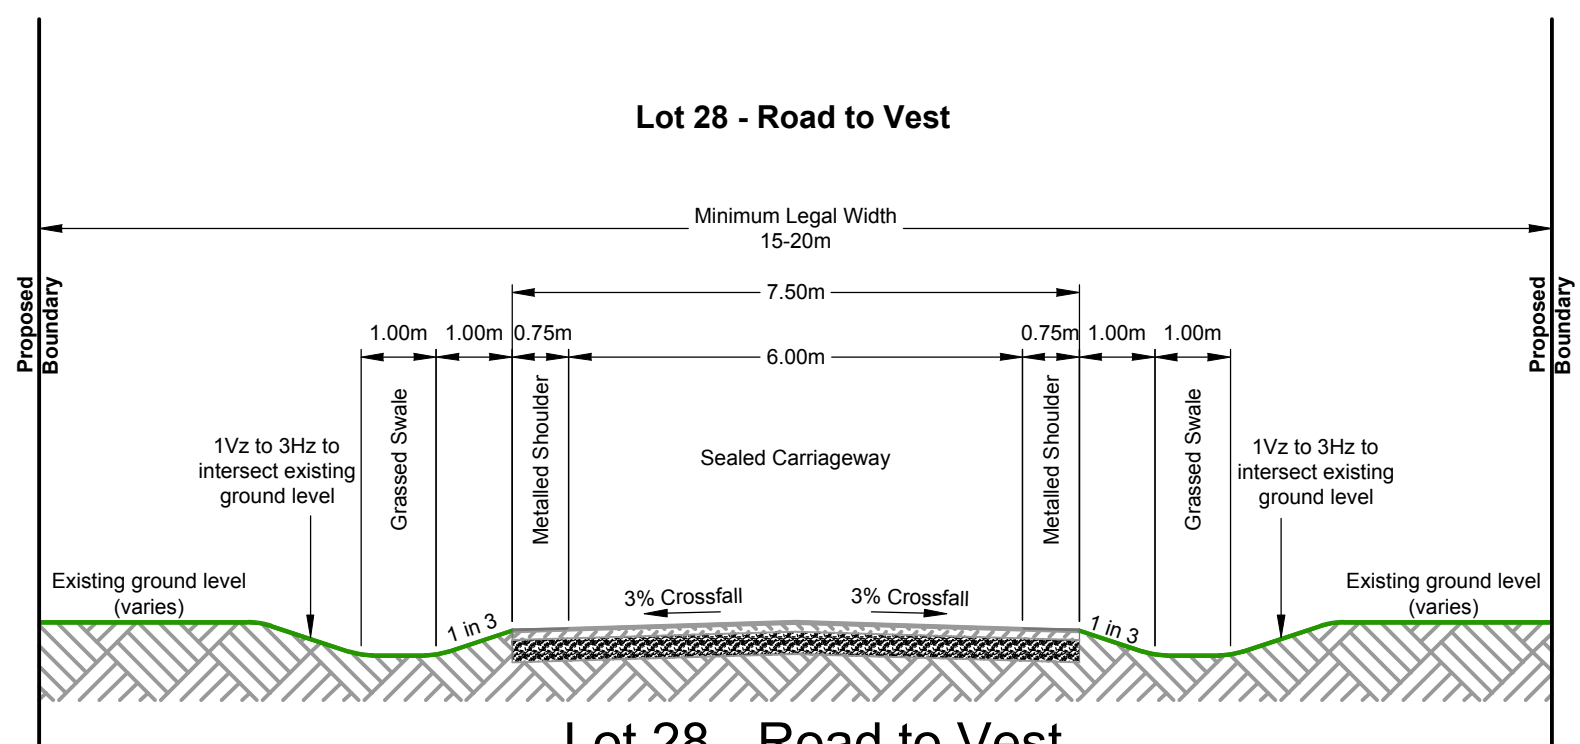 Lot 28 - Road to Vest
Minimum Legal Width
15-20m
Proposed
Boundary
Proposed
Boundary
7.50m
1.00m
1.00m
0.75m
0.75m
1.00m
1.00m
6.00m
Grassed Swale
Metalled Shoulder
Sealed Carriageway
Metalled Shoulder
Grassed Swale
1Vz to 3Hz to
intersect existing
ground level
1Vz to 3Hz to
intersect existing
ground level
Existing ground level
(varies)
1 in 3
3% Crossfall
3% Crossfall
1 in 3
Existing ground level
(varies)
Lot 28 - Road to Vest